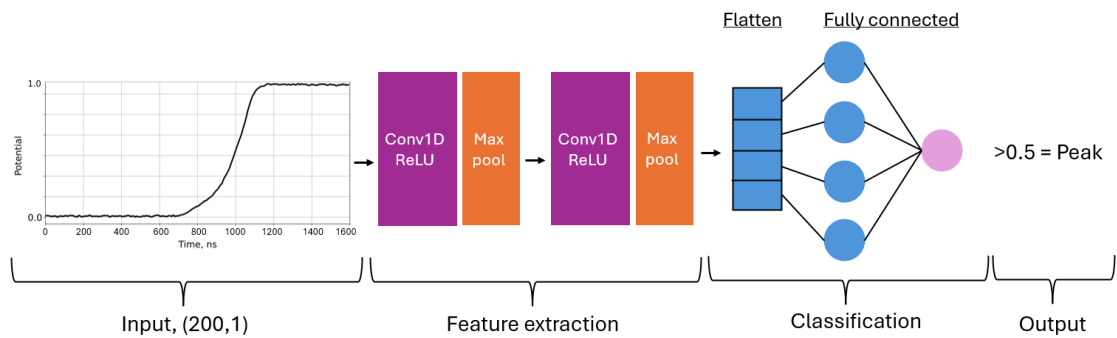 Flatten
Fully connected
1.0
0.0
Potential
0 200 400 600 800 1000 1200 1400 1600
Time, ns
Conv1D
ReLU
Max
pool
Conv1D
ReLU
Max
pool
>0.5 = Peak
Input, (200,1)
Feature extraction
Classification
Output